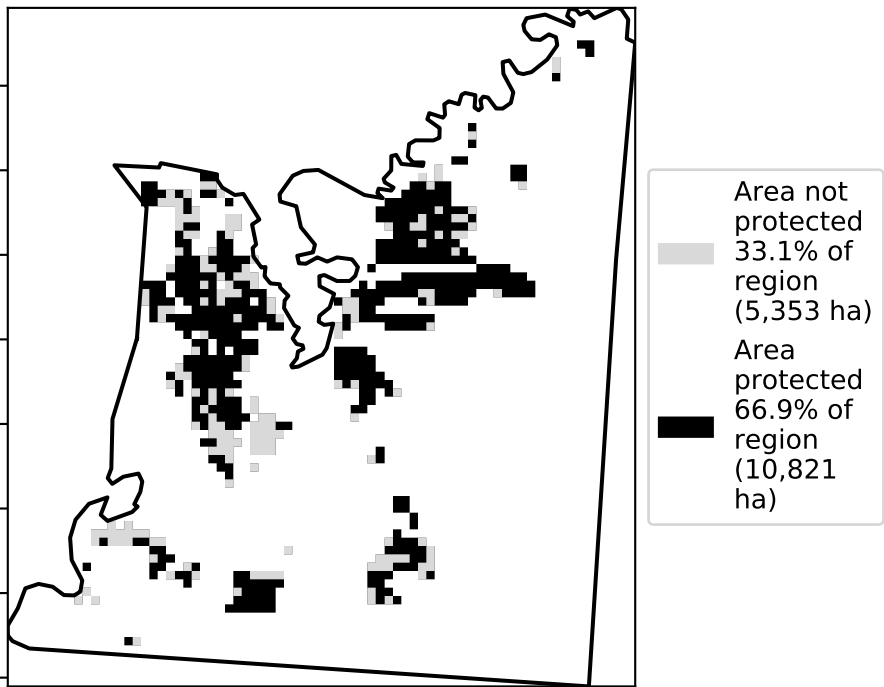 Area not
protected
33.1% of
region
(5,353 ha)
Area
protected
66.9% of
region
(10,821
ha)